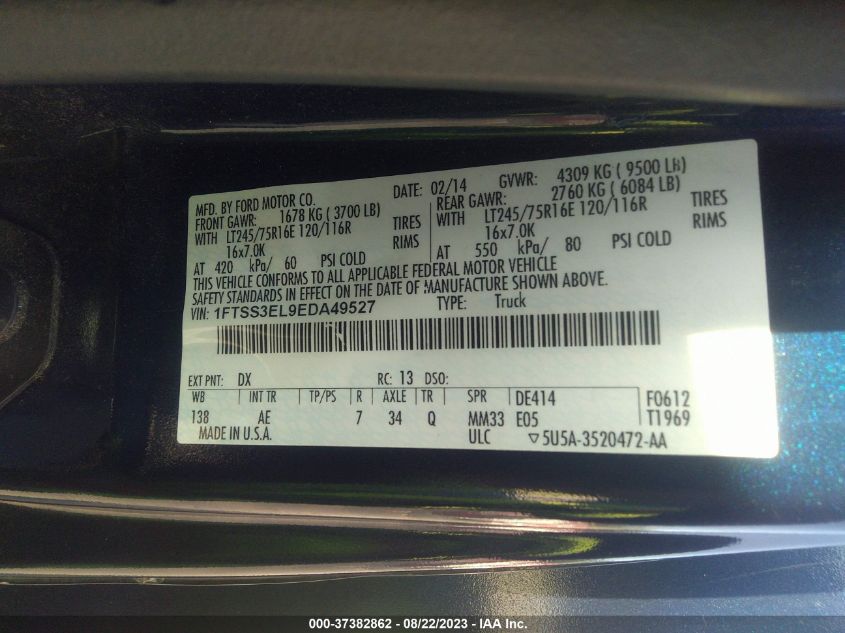 MFD. BY FORD MOTOR CO. DATE: 02/14 GVWR: 4309 KG ( 9500 LB)
FRONT GAWR: 1678 KG ( 3700 LB) REAR GAWR: 2760 KG ( 6084 LB)
WITH LT245/75R16E 120/116R TIRES WITH LT245/75R16E 120/116R TIRES
16x7.0K RIMS 16x7.0K RIMS
AT 420 kPa/ 60 PSI COLD AT 550 kPa/ 80 PSI COLD
THIS VEHICLE CONFORMS TO ALL APPLICABLE FEDERAL MOTOR VEHICLE
SAFETY STANDARDS IN EFFECT ON THE DATE OF MANUFACTURE SHOWN ABOVE.
VIN: 1FTSS3EL9EDA49527 TYPE: Truck
EXT PNT: DX RC: 13 DSO:
WB INT TR TP/PS R AXLE TR SPR DE414 F0612
138 AE 7 34 Q MM33 E05 T1969
MADE IN U.S.A. ULC ▽5U5A-3520472-AA
000-37382862 - 08/22/2023 - IAA Inc.